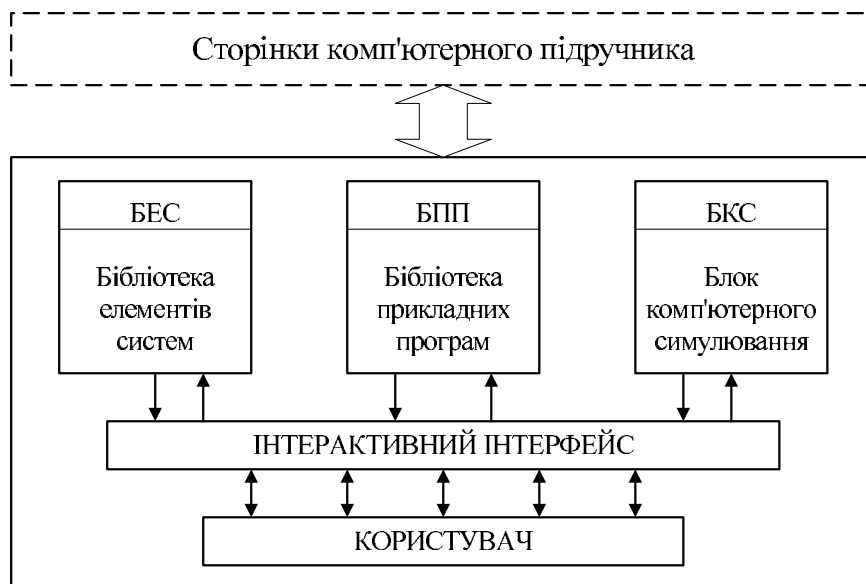 Сторінки комп'ютерного підручника
БЕС
Бібліотека
елементів
систем
БПП
Бібліотека
прикладних
програм
БКС
Блок
комп'ютерного
симулювання
ІНТЕРАКТИВНИЙ ІНТЕРФЕЙС
КОРИСТУВАЧ